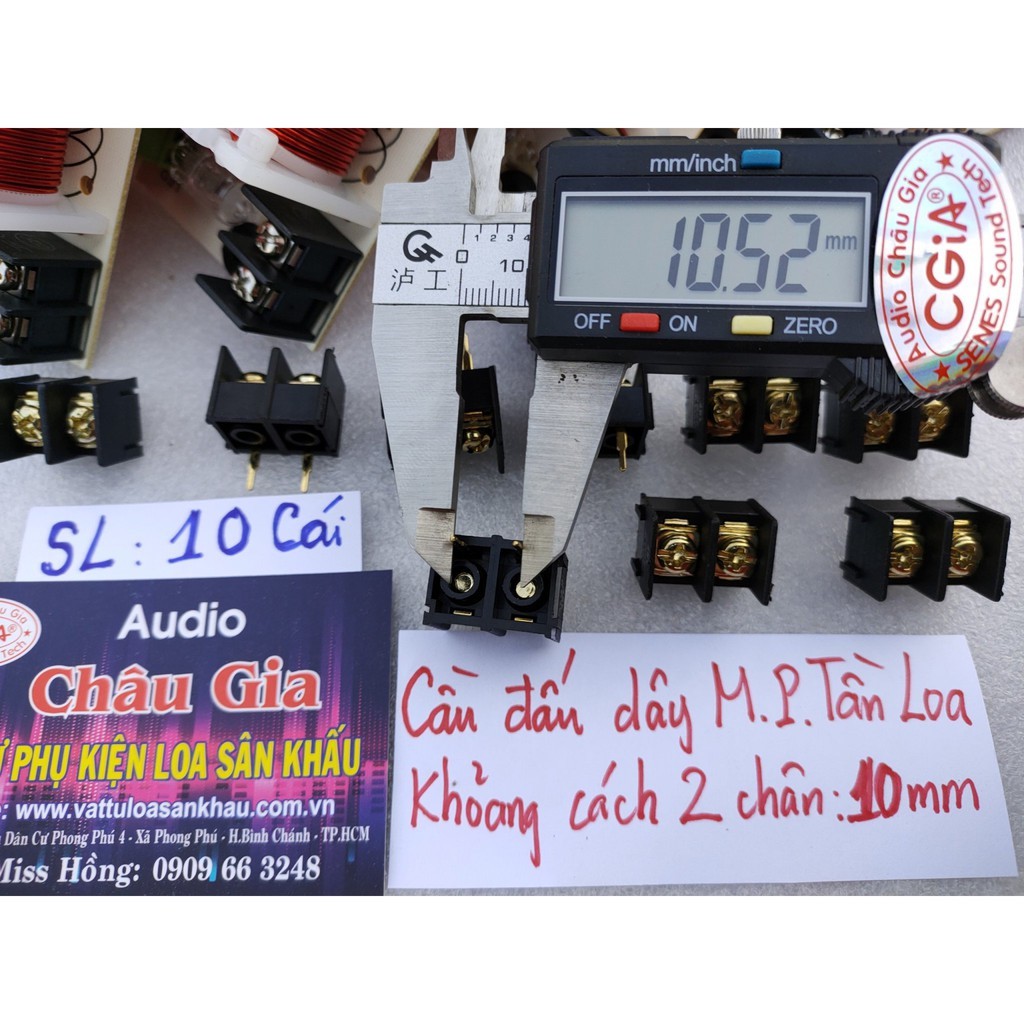 mm/inch
10.52 mm
OFF ON ZERO
0 1 2 3 4
10
沪工
Audio Châu Gia
CGiA®
SENES Sound Tech
SL: 10 Cái
Audio
Châu Gia
PHỤ KIỆN LOA SÂN KHẤU
: www.vattuloasankhau.com.vn
Dân Cư Phong Phú 4 - Xã Phong Phú - H.Bình Chánh - TP.HCM
Miss Hồng: 0909 66 3248
Cầu đấu dây M.P.Tần Loa
Khoảng cách 2 chân: 10mm